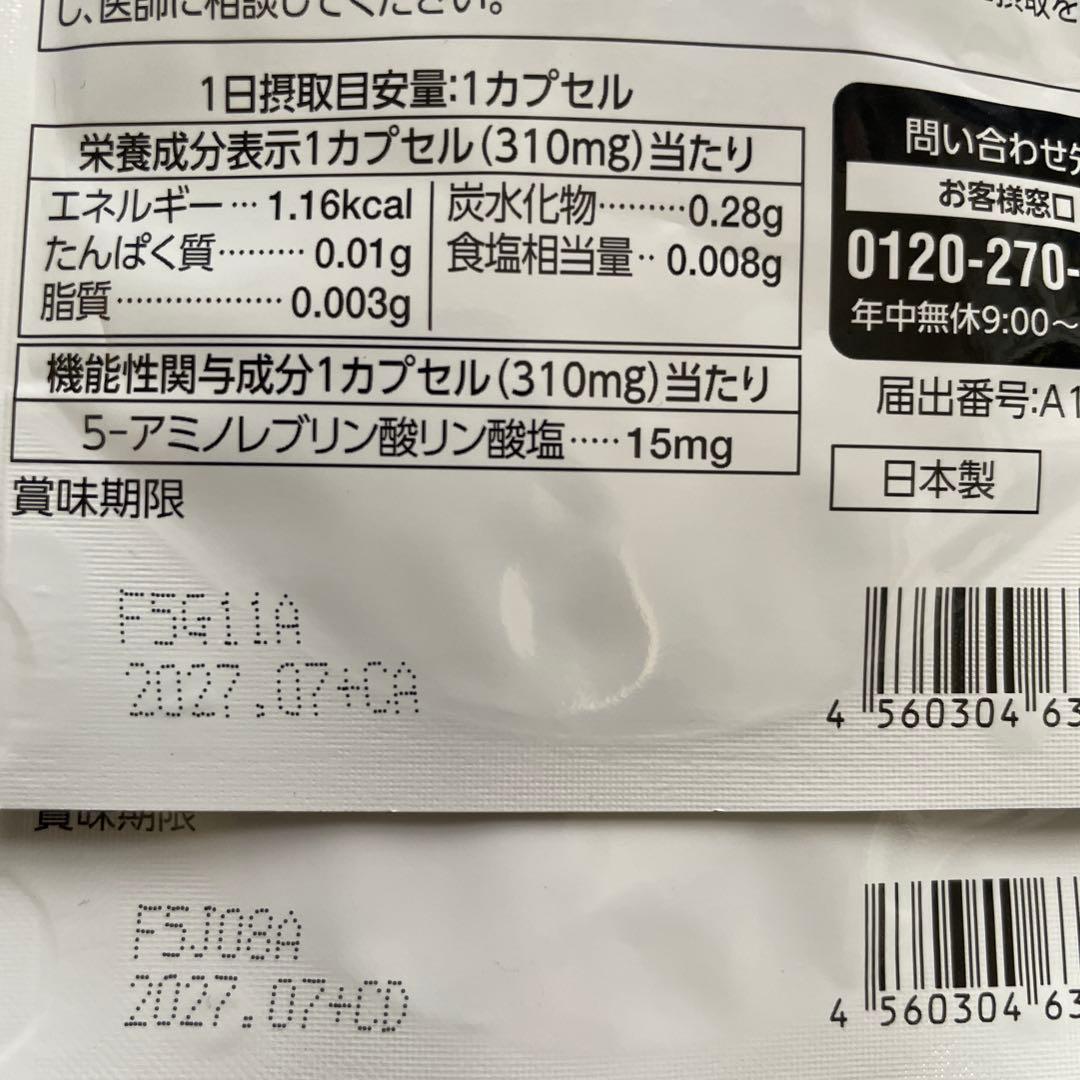 し、医師に相談してください。
摂取を
1日摂取目安量:1カプセル
栄養成分表示1カプセル(310mg)当たり
エネルギー… 1.16kcal
たんぱく質……… 0.01g
脂質……………… 0.003g
炭水化物………0.28g
食塩相当量‥ 0.008g
機能性関与成分1カプセル(310mg)当たり
5-アミノレブリン酸リン酸塩…‥ 15mg
賞味期限
F5G11A
2027.07+CA
問い合わせ先
お客様窓口
0120-270-
年中無休9:00~
届出番号:A1
日本製
4 560304 63
賞味期限
F5J08A
2027.07+CD
4 560304 63